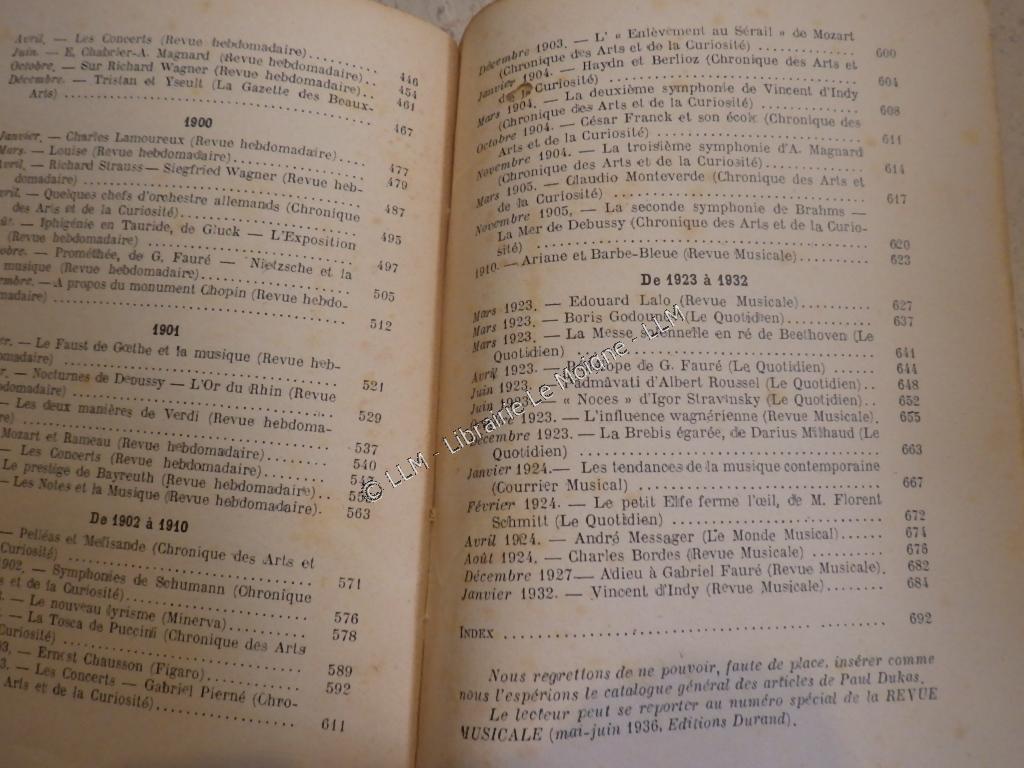 Avril. — Les Concerts (Revue hebdomadaire)......... 446
Juin. — E. Chabrier-A. Magnard (Revue hebdomadaire).. 454
Octobre. — Sur Richard Wagner (Revue hebdomadaire).. 461
Décembre. — Tristan et Yseult (La Gazette des Beaux-
Arts) ........................ 467
1900
Janvier. — Charles Lamoureux (Revue hebdomadaire).... 477
Mars. — Louise (Revue hebdomadaire).............. 479
Avril. — Richard Strauss — Siegfried Wagner (Revue heb-
domadaire) .................... 487
Avril. — Quelques chefs d'orchestre allemands (Chronique
des Arts et de la Curiosité)................ 495
— Iphigénie en Tauride, de Gluck — L'Exposition
(Revue hebdomadaire) .................. 497
— Prométhée, de G. Fauré — Nietzsche et la
musique (Revue hebdomadaire)............. 505
— A propos du monument Chopin (Revue hebdo-
madaire) .................... 512
1901
— Le Faust de Gœthe et la musique (Revue heb-
domadaire) .................... 521
— Nocturnes de Debussy — L'Or du Rhin (Revue
hebdomadaire) .................... 529
— Les deux manières de Verdi (Revue hebdoma-
daire) .................... 537
Mozart et Rameau (Revue hebdomadaire)......... 540
— Les Concerts (Revue hebdomadaire)..........
Le prestige de Bayreuth (Revue hebdomadaire)..
— Les Notes et la Musique (Revue hebdomadaire). 563
De 1902 à 1910
— Pelléas et Mélisande (Chronique des Arts et
Curiosité) .................... 571
1902. — Symphonies de Schumann (Chronique
et de la Curiosité).................... 576
— Le nouveau lyrisme (Minerva).......... 578
— La Tosca de Puccini (Chronique des Arts
Curiosité) .................... 589
— Ernest Chausson (Figaro)................ 592
— Les Concerts — Gabriel Pierné (Chro-
Arts et de la Curiosité).................... 611
Décembre 1903. — L' « Enlèvement au Sérail » de Mozart
(Chronique des Arts et de la Curiosité) .......... 600
Janvier 1904. — Haydn et Berlioz (Chronique des Arts et
de la Curiosité) .................... 604
Mars 1904. — La deuxième symphonie de Vincent d'Indy
(Chronique des Arts et de la Curiosité) .......... 608
Octobre 1904. — César Franck et son école (Chronique des
Arts et de la Curiosité).................... 611
Novembre 1904. — La troisième symphonie d'A. Magnard
(Chronique des Arts et de la Curiosité).......... 614
Mars 1905. — Claudio Monteverde (Chronique des Arts et
de la Curiosité) .................... 617
Novembre 1905, — La seconde symphonie de Brahms —
La Mer de Debussy (Chronique des Arts et de la Curio-
sité) .................... 620
1910. — Ariane et Barbe-Bleue (Revue Musicale)......... 623
De 1923 à 1932
Mars 1923. — Edouard Lalo (Revue Musicale)......... 627
Mars 1923. — Boris Godounov (Le Quotidien)......... 637
Mars 1923. — La Messe solennelle en ré de Beethoven (Le
Quotidien) .................... 641
Avril 1923. — Pénélope de G. Fauré (Le Quotidien) ...... 644
Juin 1923. — Padmâvati d'Albert Roussel (Le Quotidien).. 648
Juin 1923. — « Noces » d'Igor Stravinsky (Le Quotidien).. 652
1923. — L'influence wagnérienne (Revue Musicale). 655
Décembre 1923. — La Brebis égarée, de Darius Milhaud (Le
Quotidien) .................... 663
Janvier 1924.— Les tendances de la musique contemporaine
(Courrier Musical) .................... 667
Février 1924. — Le petit Elfe ferme l'œil, de M. Florent
Schmitt (Le Quotidien) .................... 672
Avril 1924. — André Messager (Le Monde Musical)...... 674
Août 1924. — Charles Bordes (Revue Musicale) ......... 678
Décembre 1927— Adieu à Gabriel Fauré (Revue Musicale). 682
Janvier 1932. — Vincent d'Indy (Revue Musicale)........ 684
INDEX .................... 692
Nous regrettons de ne pouvoir, faute de place, insérer comme
nous l'espérions le catalogue général des articles de Paul Dukas.
Le lecteur peut se reporter au numéro spécial de la REVUE
MUSICALE (mai-juin 1936, Editions Durand).
© LLM - Librairie Le Moigne - LLM